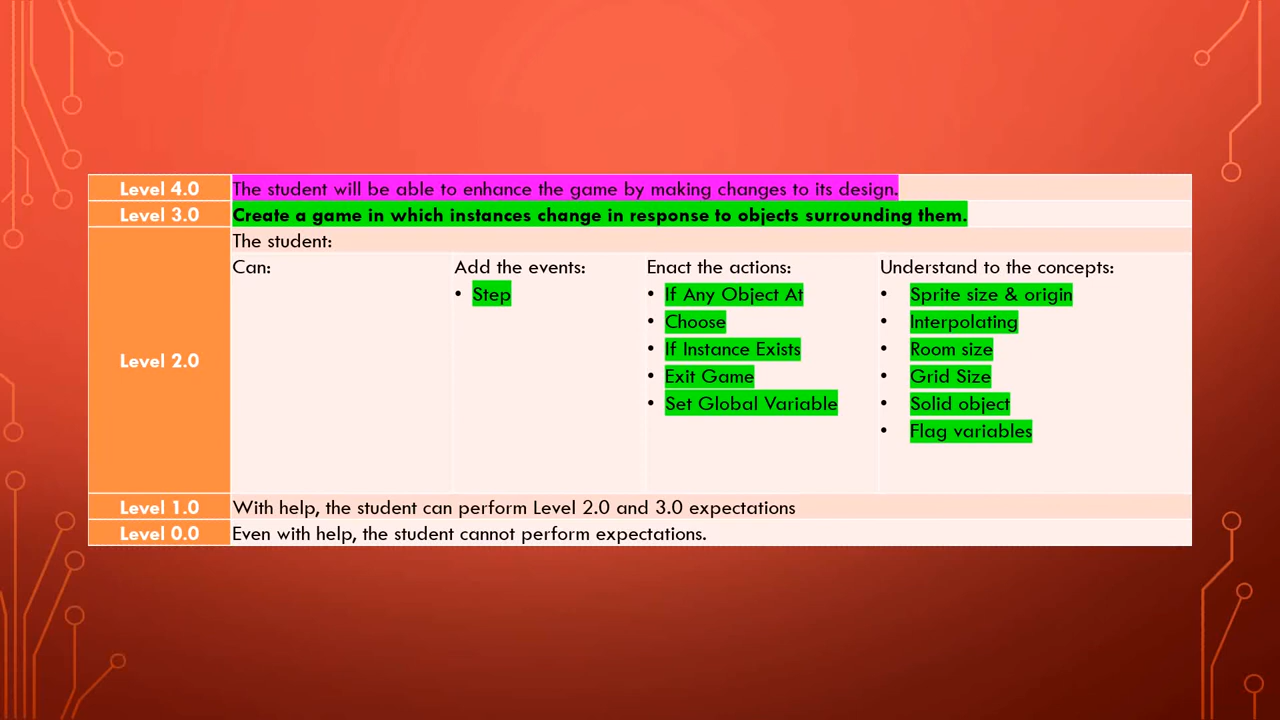 Level 4.0
The student will be able to enhance the game by making changes to its design.
Level 3.0
Create a game in which instances change in response to objects surrounding them.
Level 2.0
The student:
Can:
Add the events:
• Step
Enact the actions:
• If Any Object At
• Choose
• If Instance Exists
• Exit Game
• Set Global Variable
Understand to the concepts:
• Sprite size & origin
• Interpolating
• Room size
• Grid Size
• Solid object
• Flag variables
Level 1.0
With help, the student can perform Level 2.0 and 3.0 expectations
Level 0.0
Even with help, the student cannot perform expectations.